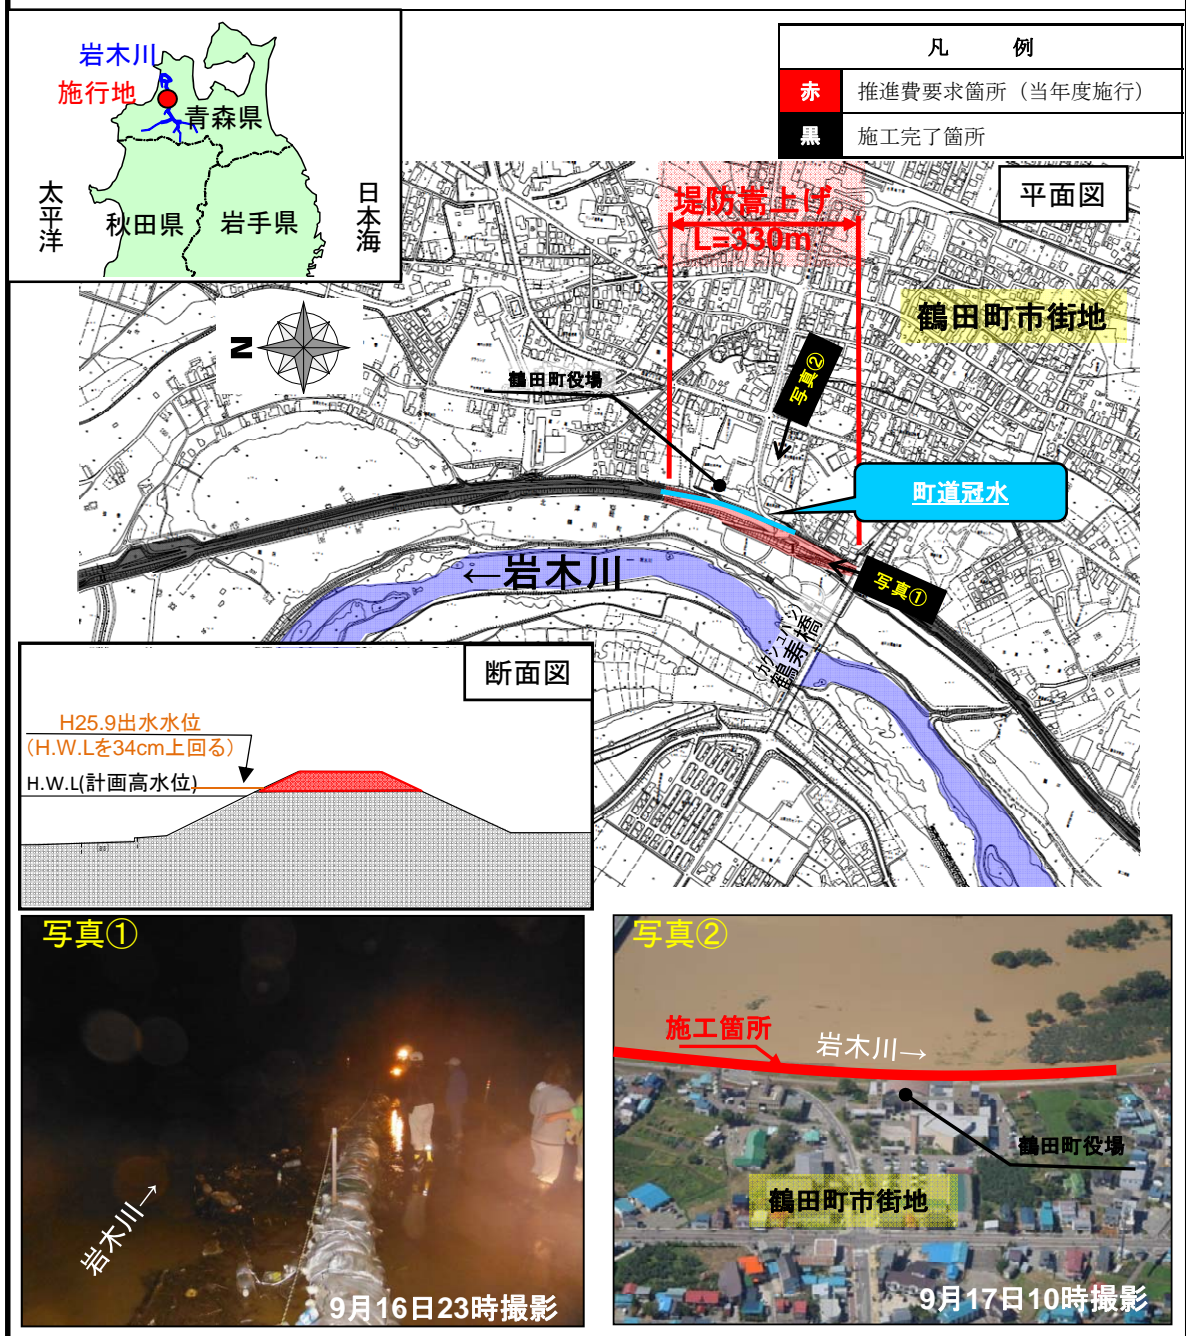 岩木川
施行地
青森県
太平洋
日本海
秋田県
岩手県
凡 例
赤 推進費要求箇所（当年度施行）
黒 施工完了箇所
平面図
堤防嵩上げ
L=330m
鶴田町市街地
N
写真②
鶴田町役場
町道冠水
←岩木川
写真①
鶴寿橋
(カクジュバシ)
断面図
H25.9出水水位
（H.W.Lを34cm上回る）
H.W.L(計画高水位)
写真①
岩木川→
9月16日23時撮影
写真②
施工箇所
岩木川→
鶴田町役場
鶴田町市街地
9月17日10時撮影